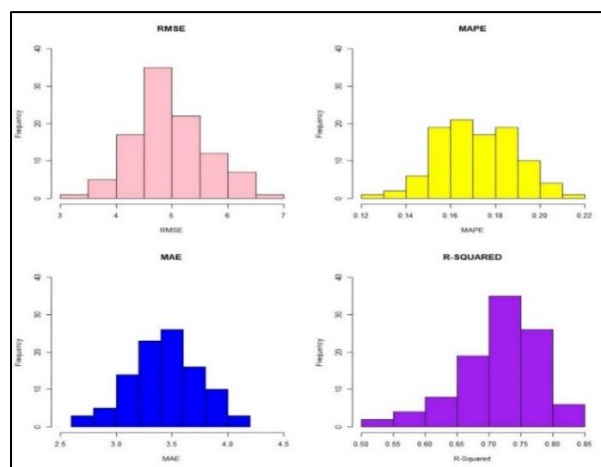 RMSE
Frequency
0 10 20 30 40
3 4 5 6 7
RMSE
MAPE
Frequency
0 10 20 30 40
0.12 0.14 0.16 0.18 0.20 0.22
MAPE
MAE
Frequency
0 10 20 30 40
2.5 3.0 3.5 4.0 4.5
MAE
R-SQUARED
Frequency
0 10 20 30 40
0.50 0.55 0.60 0.65 0.70 0.75 0.80 0.85
R-Squared